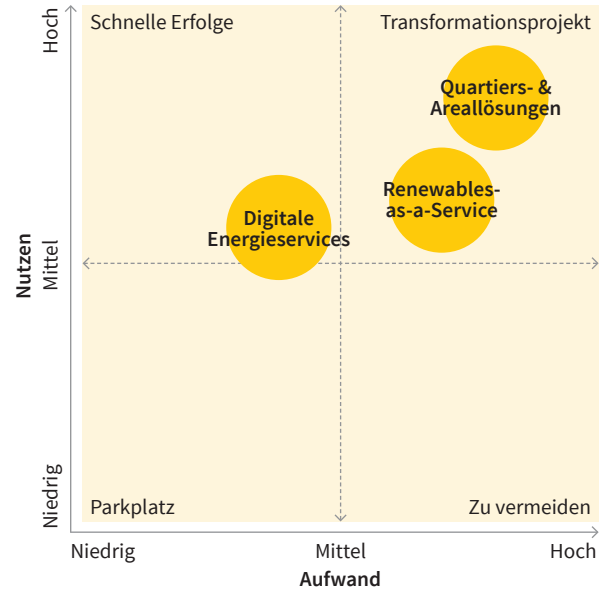 Schnelle Erfolge
Transformationsprojekt
Hoch
Quartiers- &
Areallösungen
Renewables-
as-a-Service
Digitale
Energieservices
Nutzen
Mittel
Niedrig
Parkplatz
Zu vermeiden
Niedrig
Mittel
Hoch
Aufwand